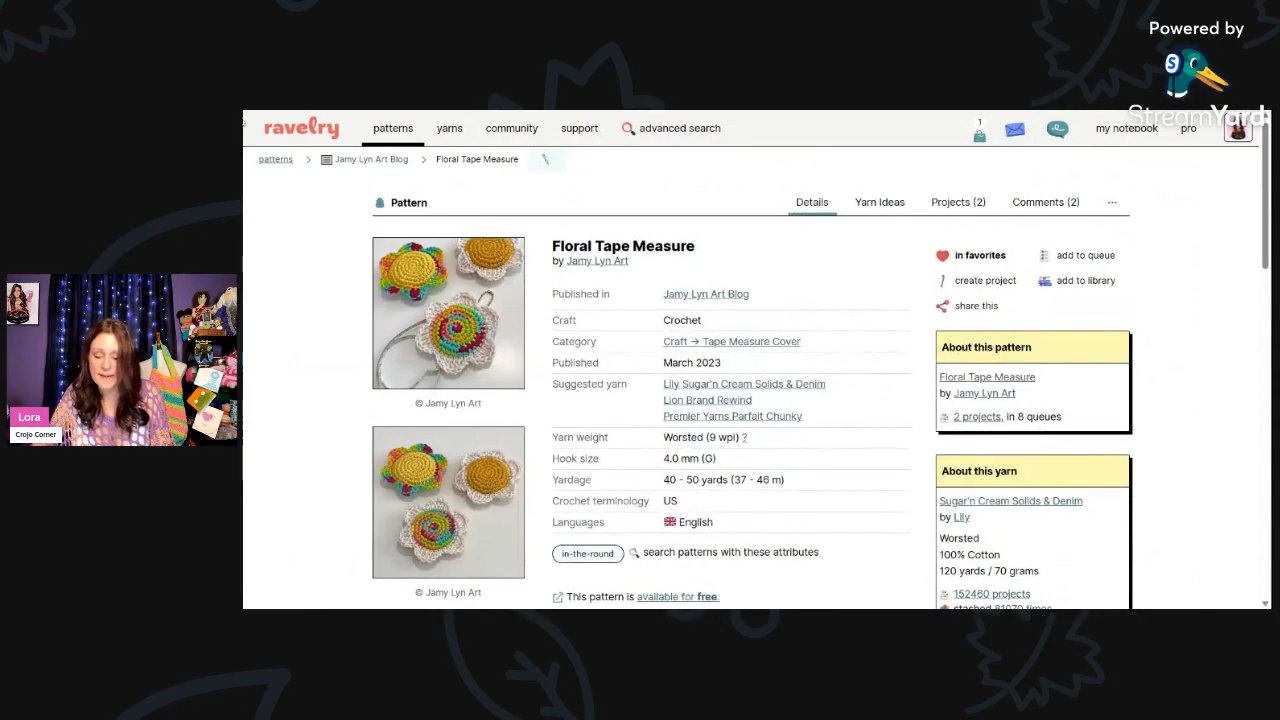 Powered by
StreamYard
ravelry
patterns
yarns
community
support
advanced search
1
my notebook
pro
patterns
Jamy Lyn Art Blog
Floral Tape Measure
Pattern
Details
Yarn Ideas
Projects (2)
Comments (2)
···
Floral Tape Measure
by Jamy Lyn Art
Published in Jamy Lyn Art Blog
Craft Crochet
Category Craft → Tape Measure Cover
Published March 2023
Suggested yarn Lily Sugar'n Cream Solids & Denim
Lion Brand Rewind
Premier Yarns Parfait Chunky
Yarn weight Worsted (9 wpi) ?
Hook size 4.0 mm (G)
Yardage 40 - 50 yards (37 - 46 m)
Crochet terminology US
Languages English
in-the-round search patterns with these attributes
This pattern is available for free.
© Jamy Lyn Art
© Jamy Lyn Art
in favorites
add to queue
create project
add to library
share this
About this pattern
Floral Tape Measure
by Jamy Lyn Art
2 projects, in 8 queues
About this yarn
Sugar'n Cream Solids & Denim
by Lily
Worsted
100% Cotton
120 yards / 70 grams
152460 projects
stashed 81070 times
Lora
Crojo Corner